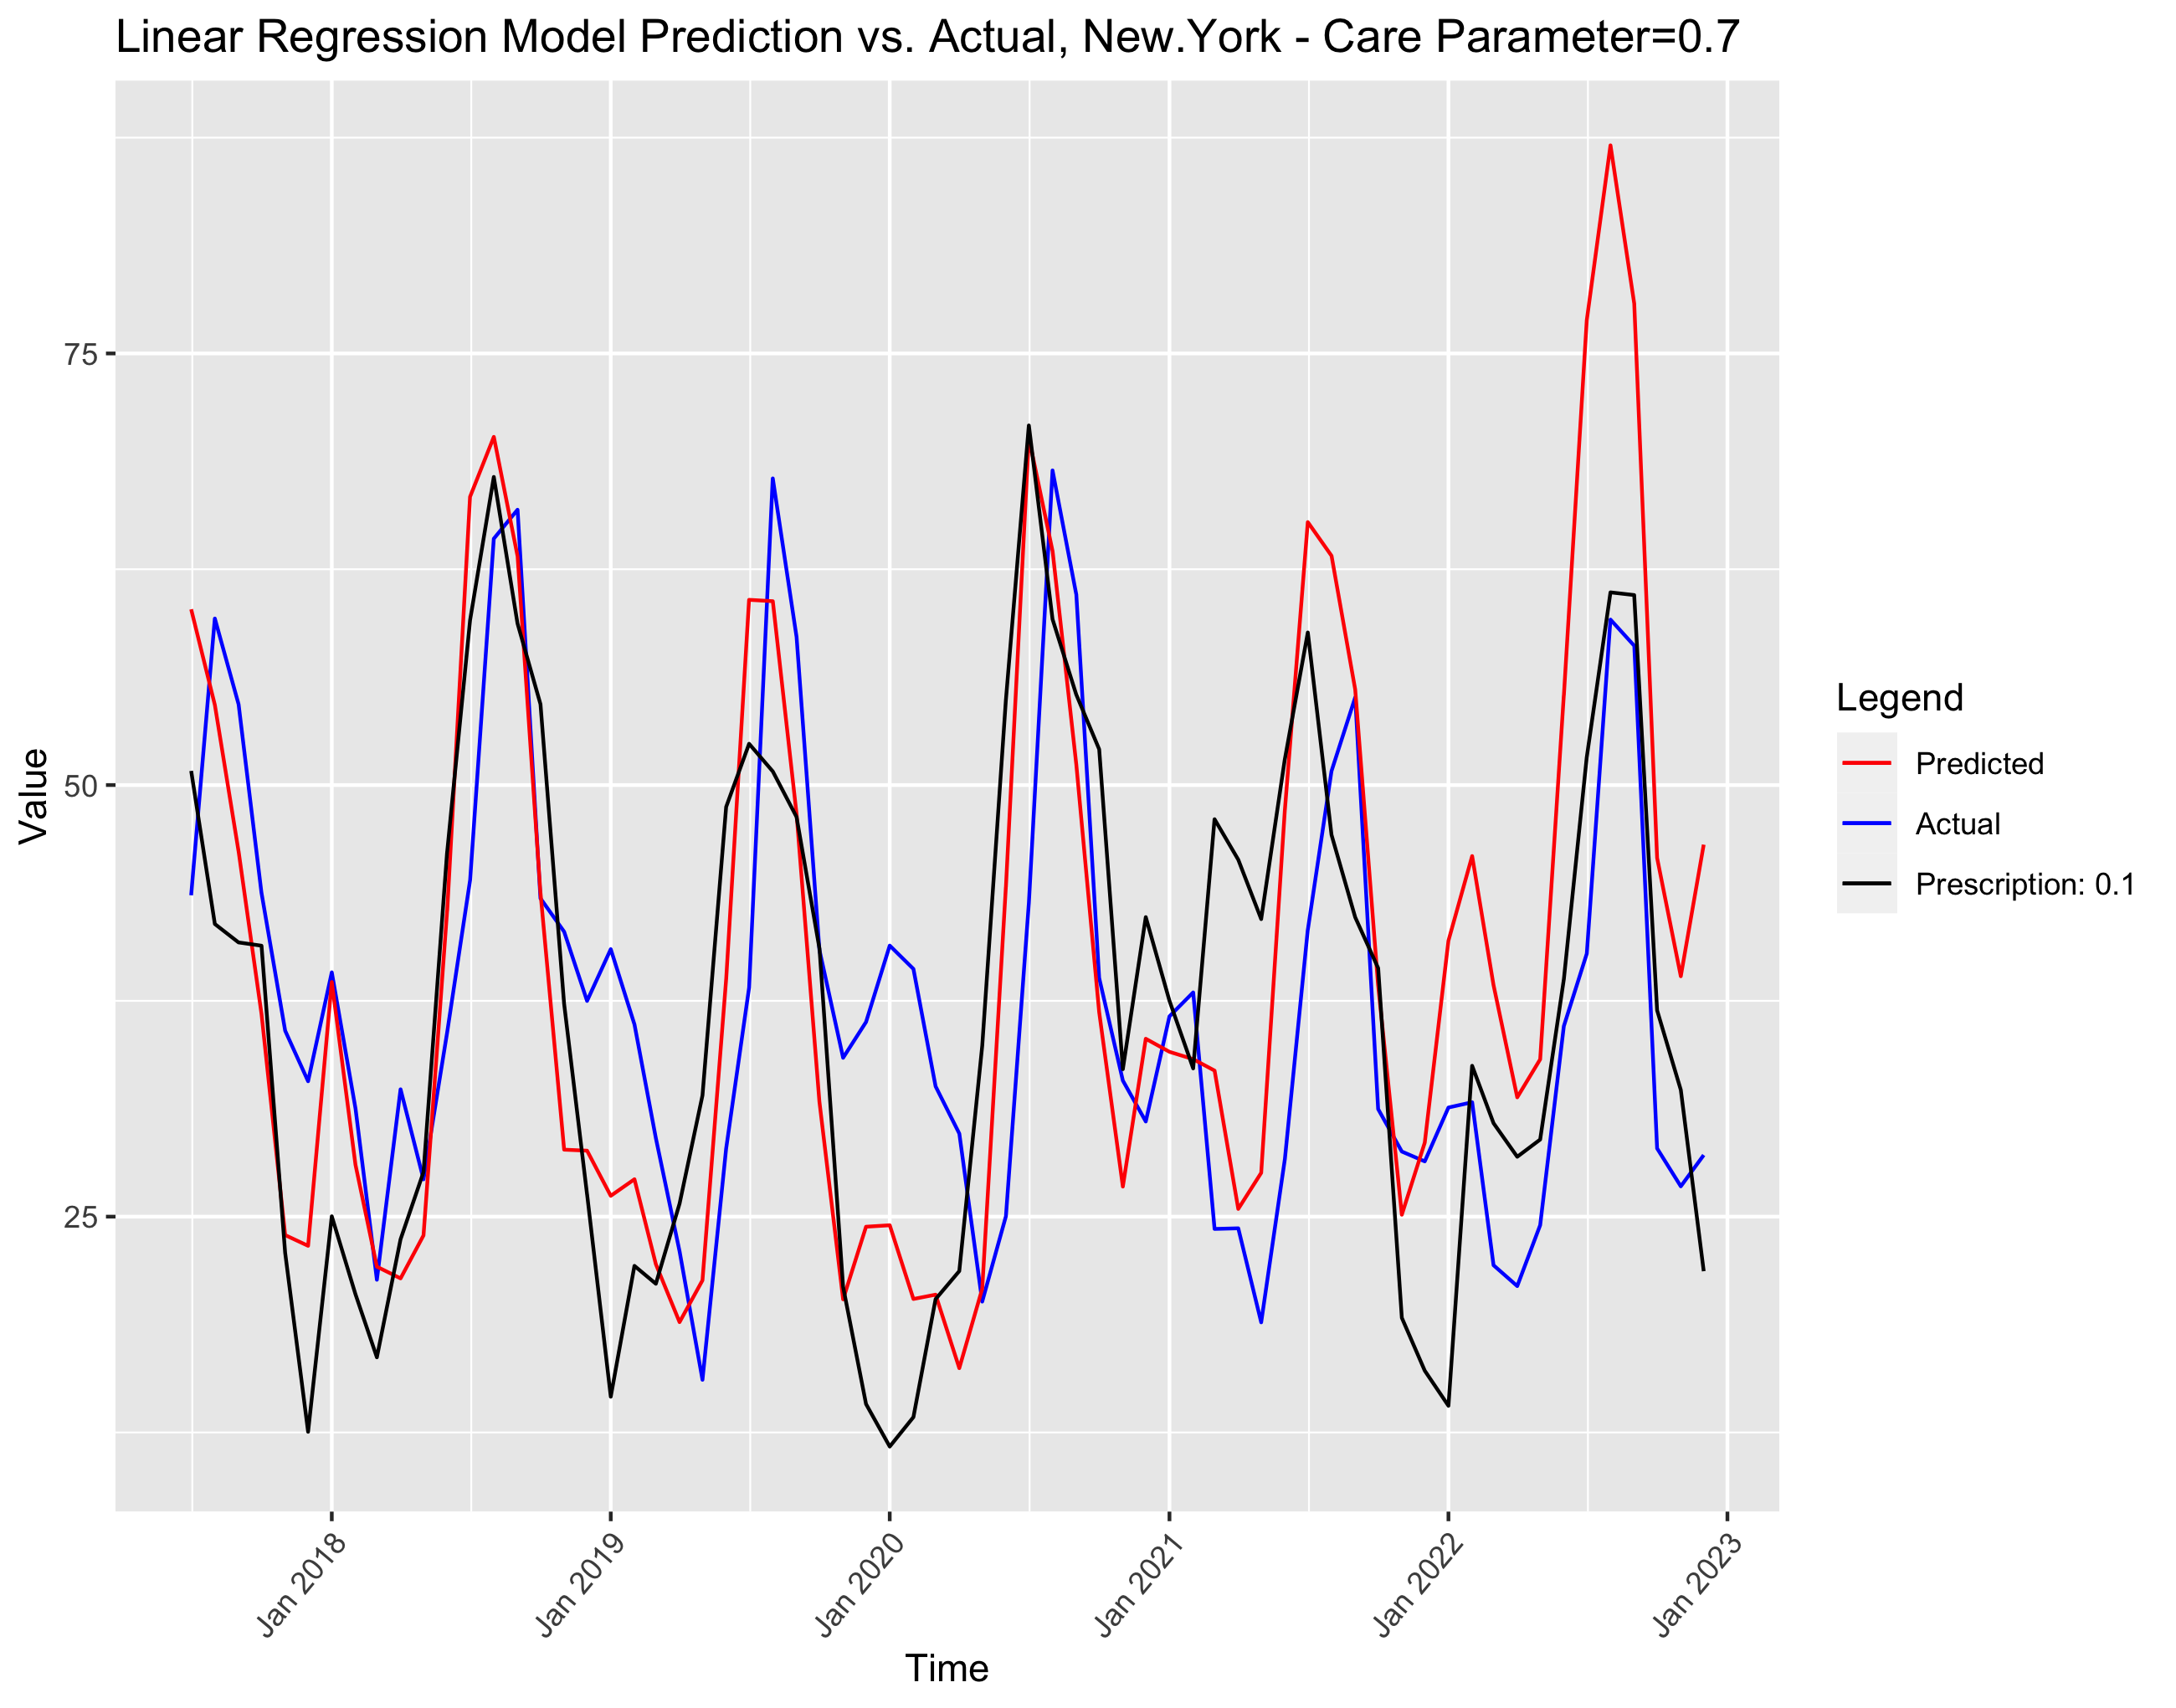 Linear Regression Model Prediction vs. Actual, New.York - Care Parameter=0.7
Value
75
50
25
Jan 2018
Jan 2019
Jan 2020
Jan 2021
Jan 2022
Jan 2023
Time
Legend
Predicted
Actual
Prescription: 0.1